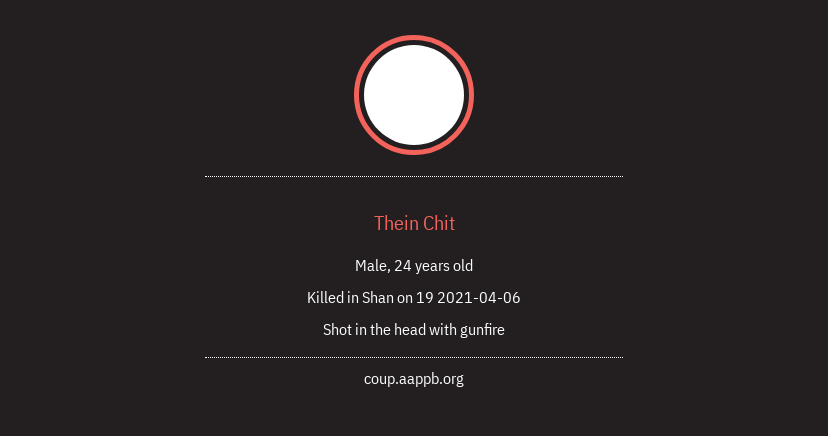 Thein Chit
Male, 24 years old
Killed in Shan on 19 2021-04-06
Shot in the head with gunfire
coup.aappb.org